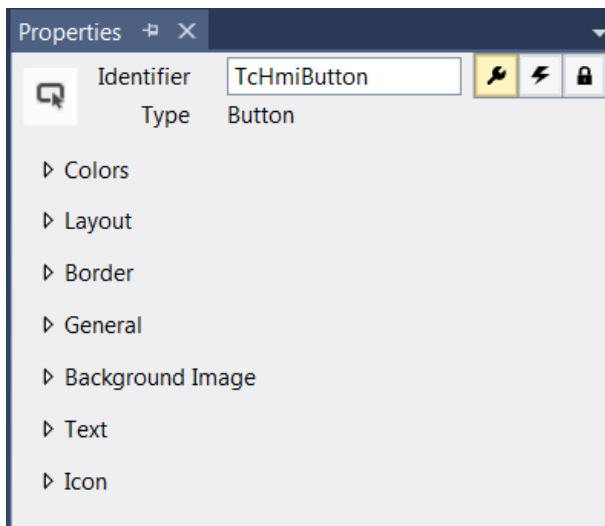 Properties
Identifier TcHmiButton
Type Button
Colors
Layout
Border
General
Background Image
Text
Icon